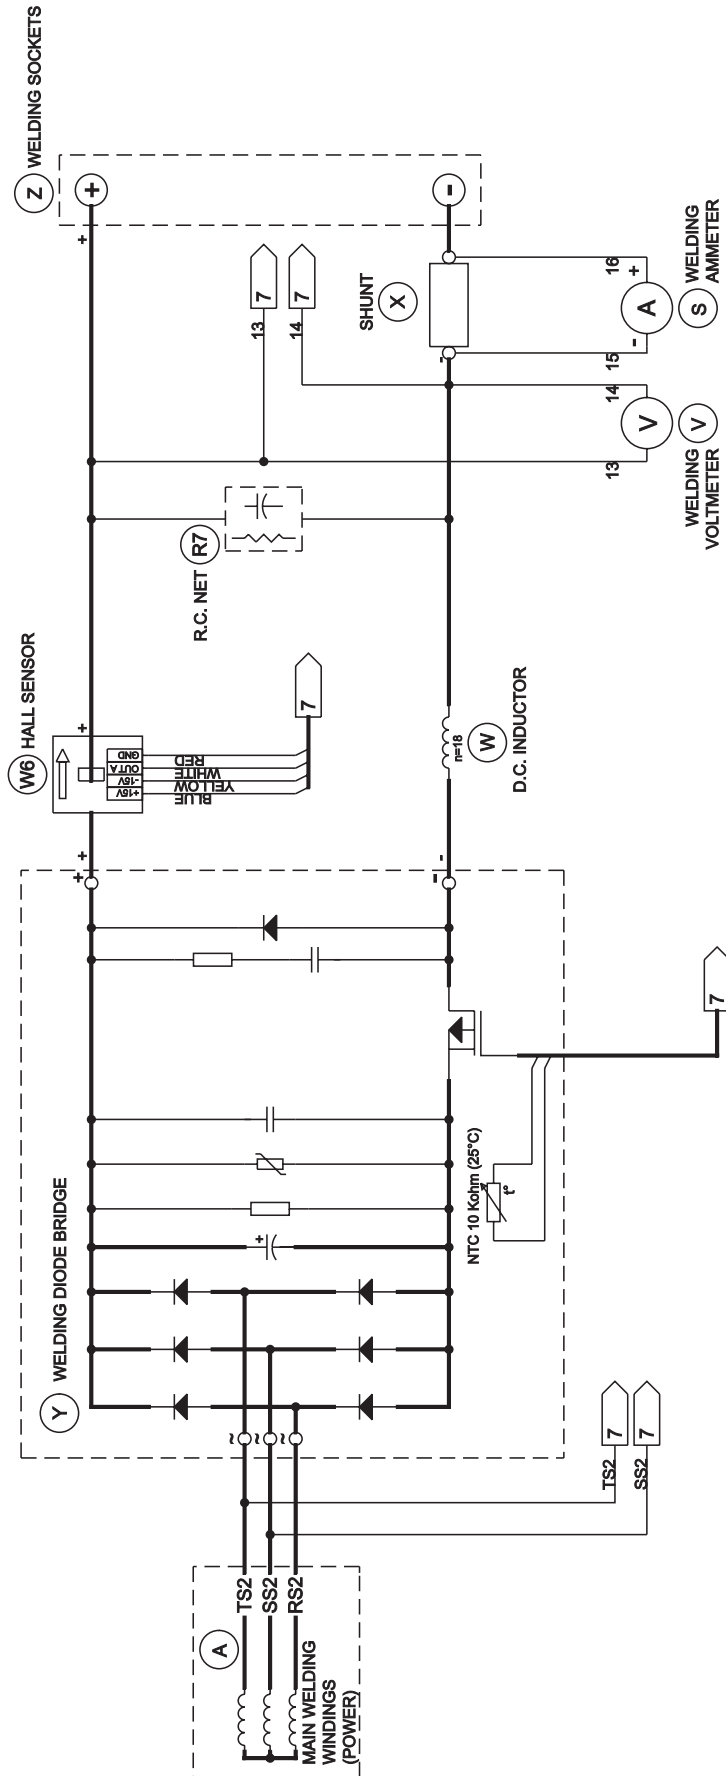 Z
WELDING SOCKETS
+
+
-
13
7
14
7
SHUNT
X
-
16
+
A
-
15
S
WELDING
AMMETER
14
V
13
V
WELDING
VOLTMETER
R7
R.C. NET
W6
HALL SENSOR
+
GND
OUT A
-15V
+15V
RED
WHITE
YELLOW
BLUE
7
n=18
W
D.C. INDUCTOR
+
+
-
-
7
NTC 10 Kohm (25°C)
t°
+
Y
WELDING DIODE BRIDGE
~
~
~
TS2
7
SS2
7
A
TS2
SS2
RS2
MAIN WELDING
WINDINGS
(POWER)